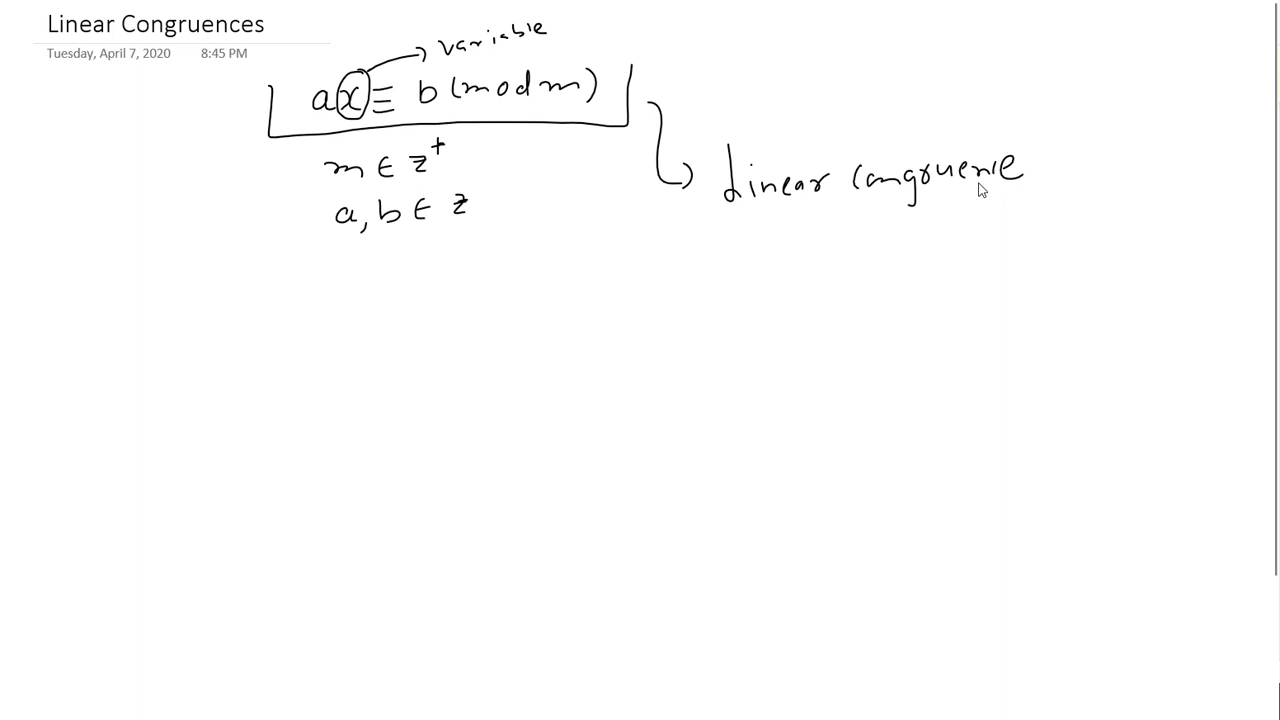 Linear Congruences
Tuesday, April 7, 2020 8:45 PM
variable
ax ≡ b (mod m)
m ∈ z⁺
a, b ∈ z
Linear congruence